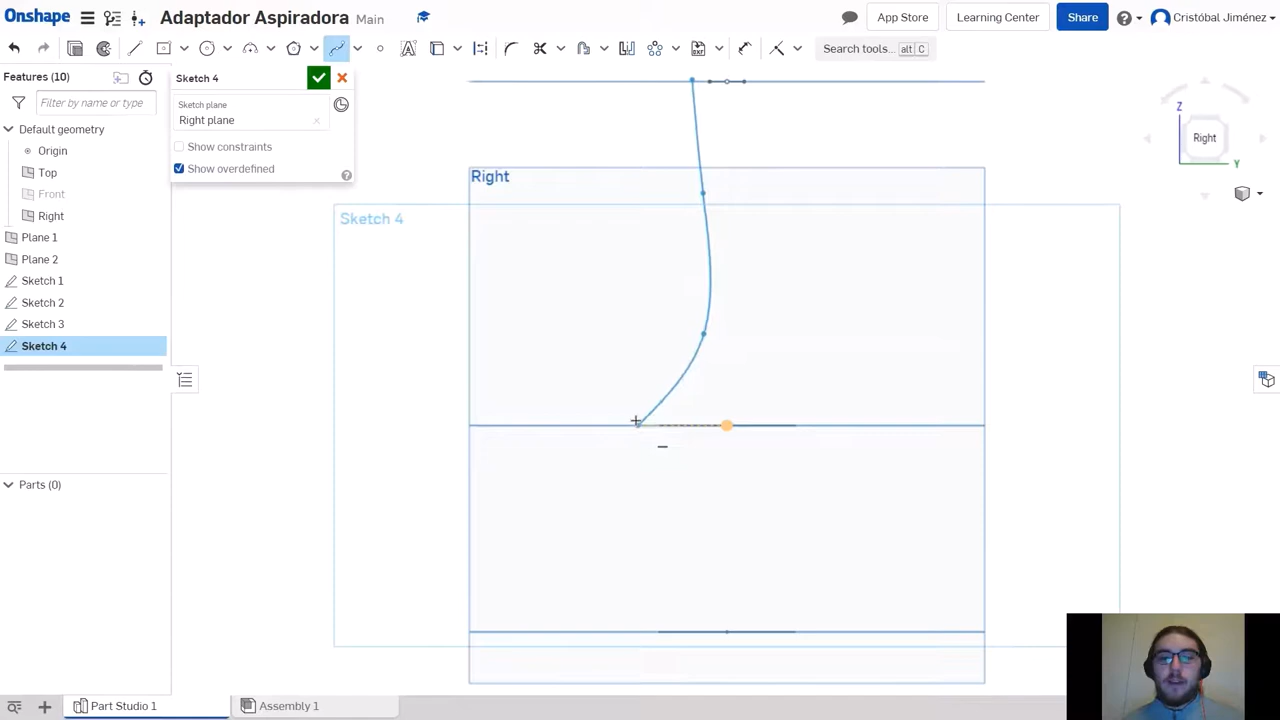 Onshape
Adaptador Aspiradora Main
App Store
Learning Center
Share
Cristóbal Jiménez
Search tools... alt C
Features (10)
Filter by name or type
Default geometry
Origin
Top
Front
Right
Plane 1
Plane 2
Sketch 1
Sketch 2
Sketch 3
Sketch 4
Parts (0)
Sketch 4
Sketch plane
Right plane
Show constraints
Show overdefined
Right
Sketch 4
Z
Right
Y
Part Studio 1
Assembly 1